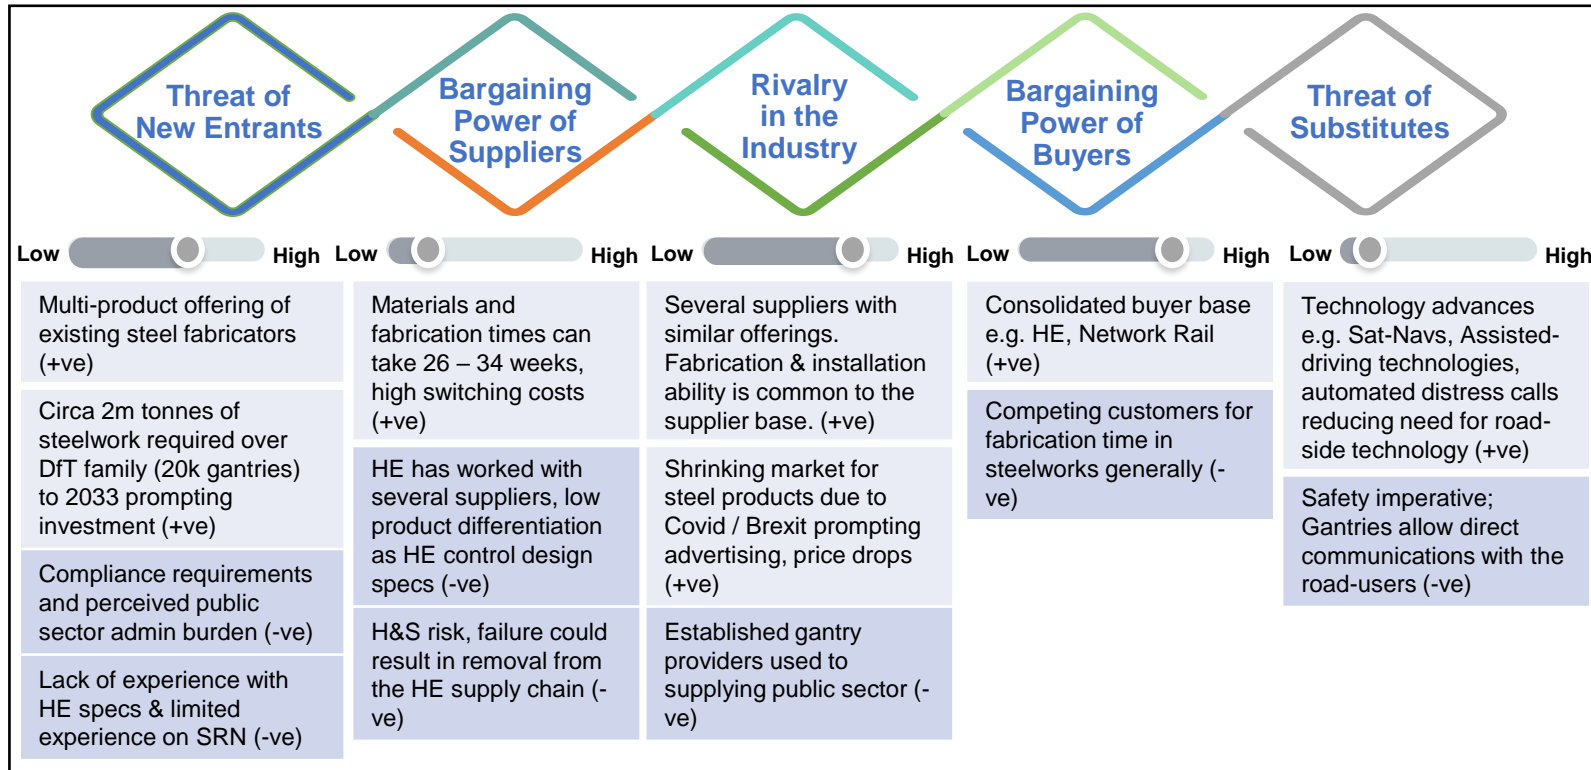 Threat of
New Entrants
Bargaining
Power of
Suppliers
Rivalry
in the
Industry
Bargaining
Power of
Buyers
Threat of
Substitutes
Low
High
Low
High
Low
High
Low
High
Low
High
Multi-product offering of
existing steel fabricators
(+ve)
Circa 2m tonnes of
steelwork required over
DfT family (20k gantries)
to 2033 prompting
investment (+ve)
Compliance requirements
and perceived public
sector admin burden (-ve)
Lack of experience with
HE specs & limited
experience on SRN (-ve)
Materials and
fabrication times can
take 26 – 34 weeks,
high switching costs
(+ve)
HE has worked with
several suppliers, low
product differentiation
as HE control design
specs (-ve)
H&S risk, failure could
result in removal from
the HE supply chain (-
ve)
Several suppliers with
similar offerings.
Fabrication & installation
ability is common to the
supplier base. (+ve)
Shrinking market for
steel products due to
Covid / Brexit prompting
advertising, price drops
(+ve)
Established gantry
providers used to
supplying public sector (-
ve)
Consolidated buyer base
e.g. HE, Network Rail
(+ve)
Competing customers for
fabrication time in
steelworks generally (-
ve)
Technology advances
e.g. Sat-Navs, Assisted-
driving technologies,
automated distress calls
reducing need for road-
side technology (+ve)
Safety imperative;
Gantries allow direct
communications with the
road-users (-ve)